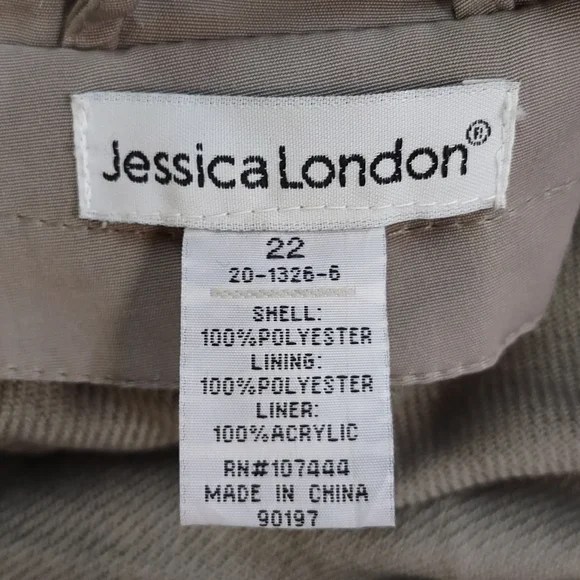 Jessica London®
22
20-1326-6
SHELL:
100%POLYESTER
LINING:
100%POLYESTER
LINER:
100%ACRYLIC
RN#107444
MADE IN CHINA
90197